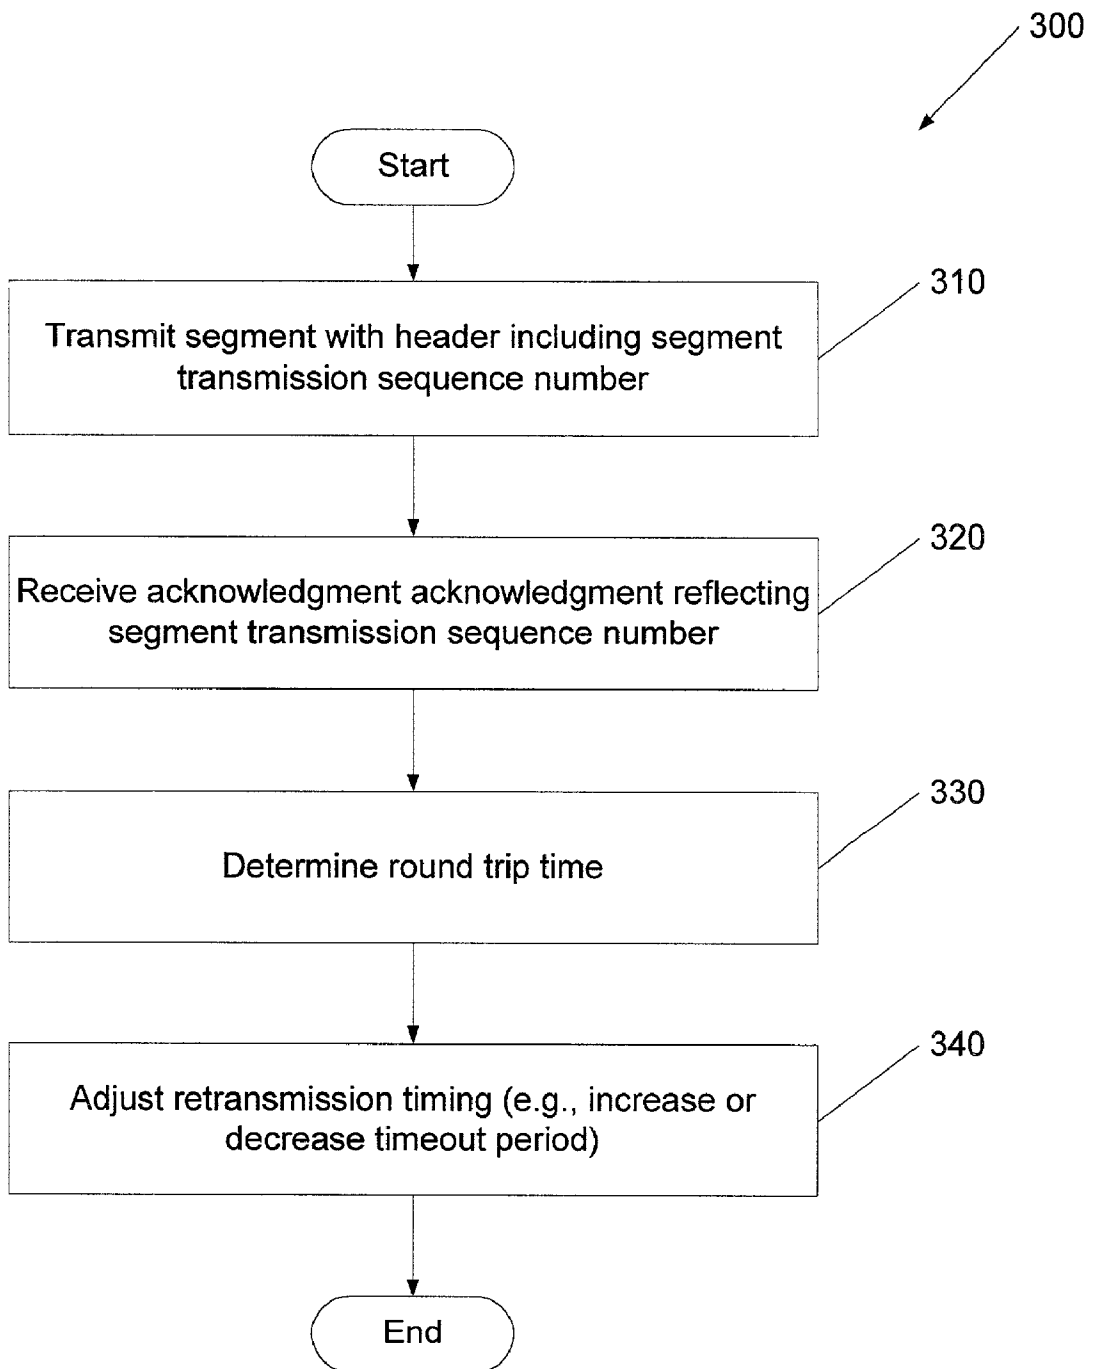 300
Start
310
Transmit segment with header including segment
transmission sequence number
320
Receive acknowledgment acknowledgment reflecting
segment transmission sequence number
330
Determine round trip time
340
Adjust retransmission timing (e.g., increase or
decrease timeout period)
End